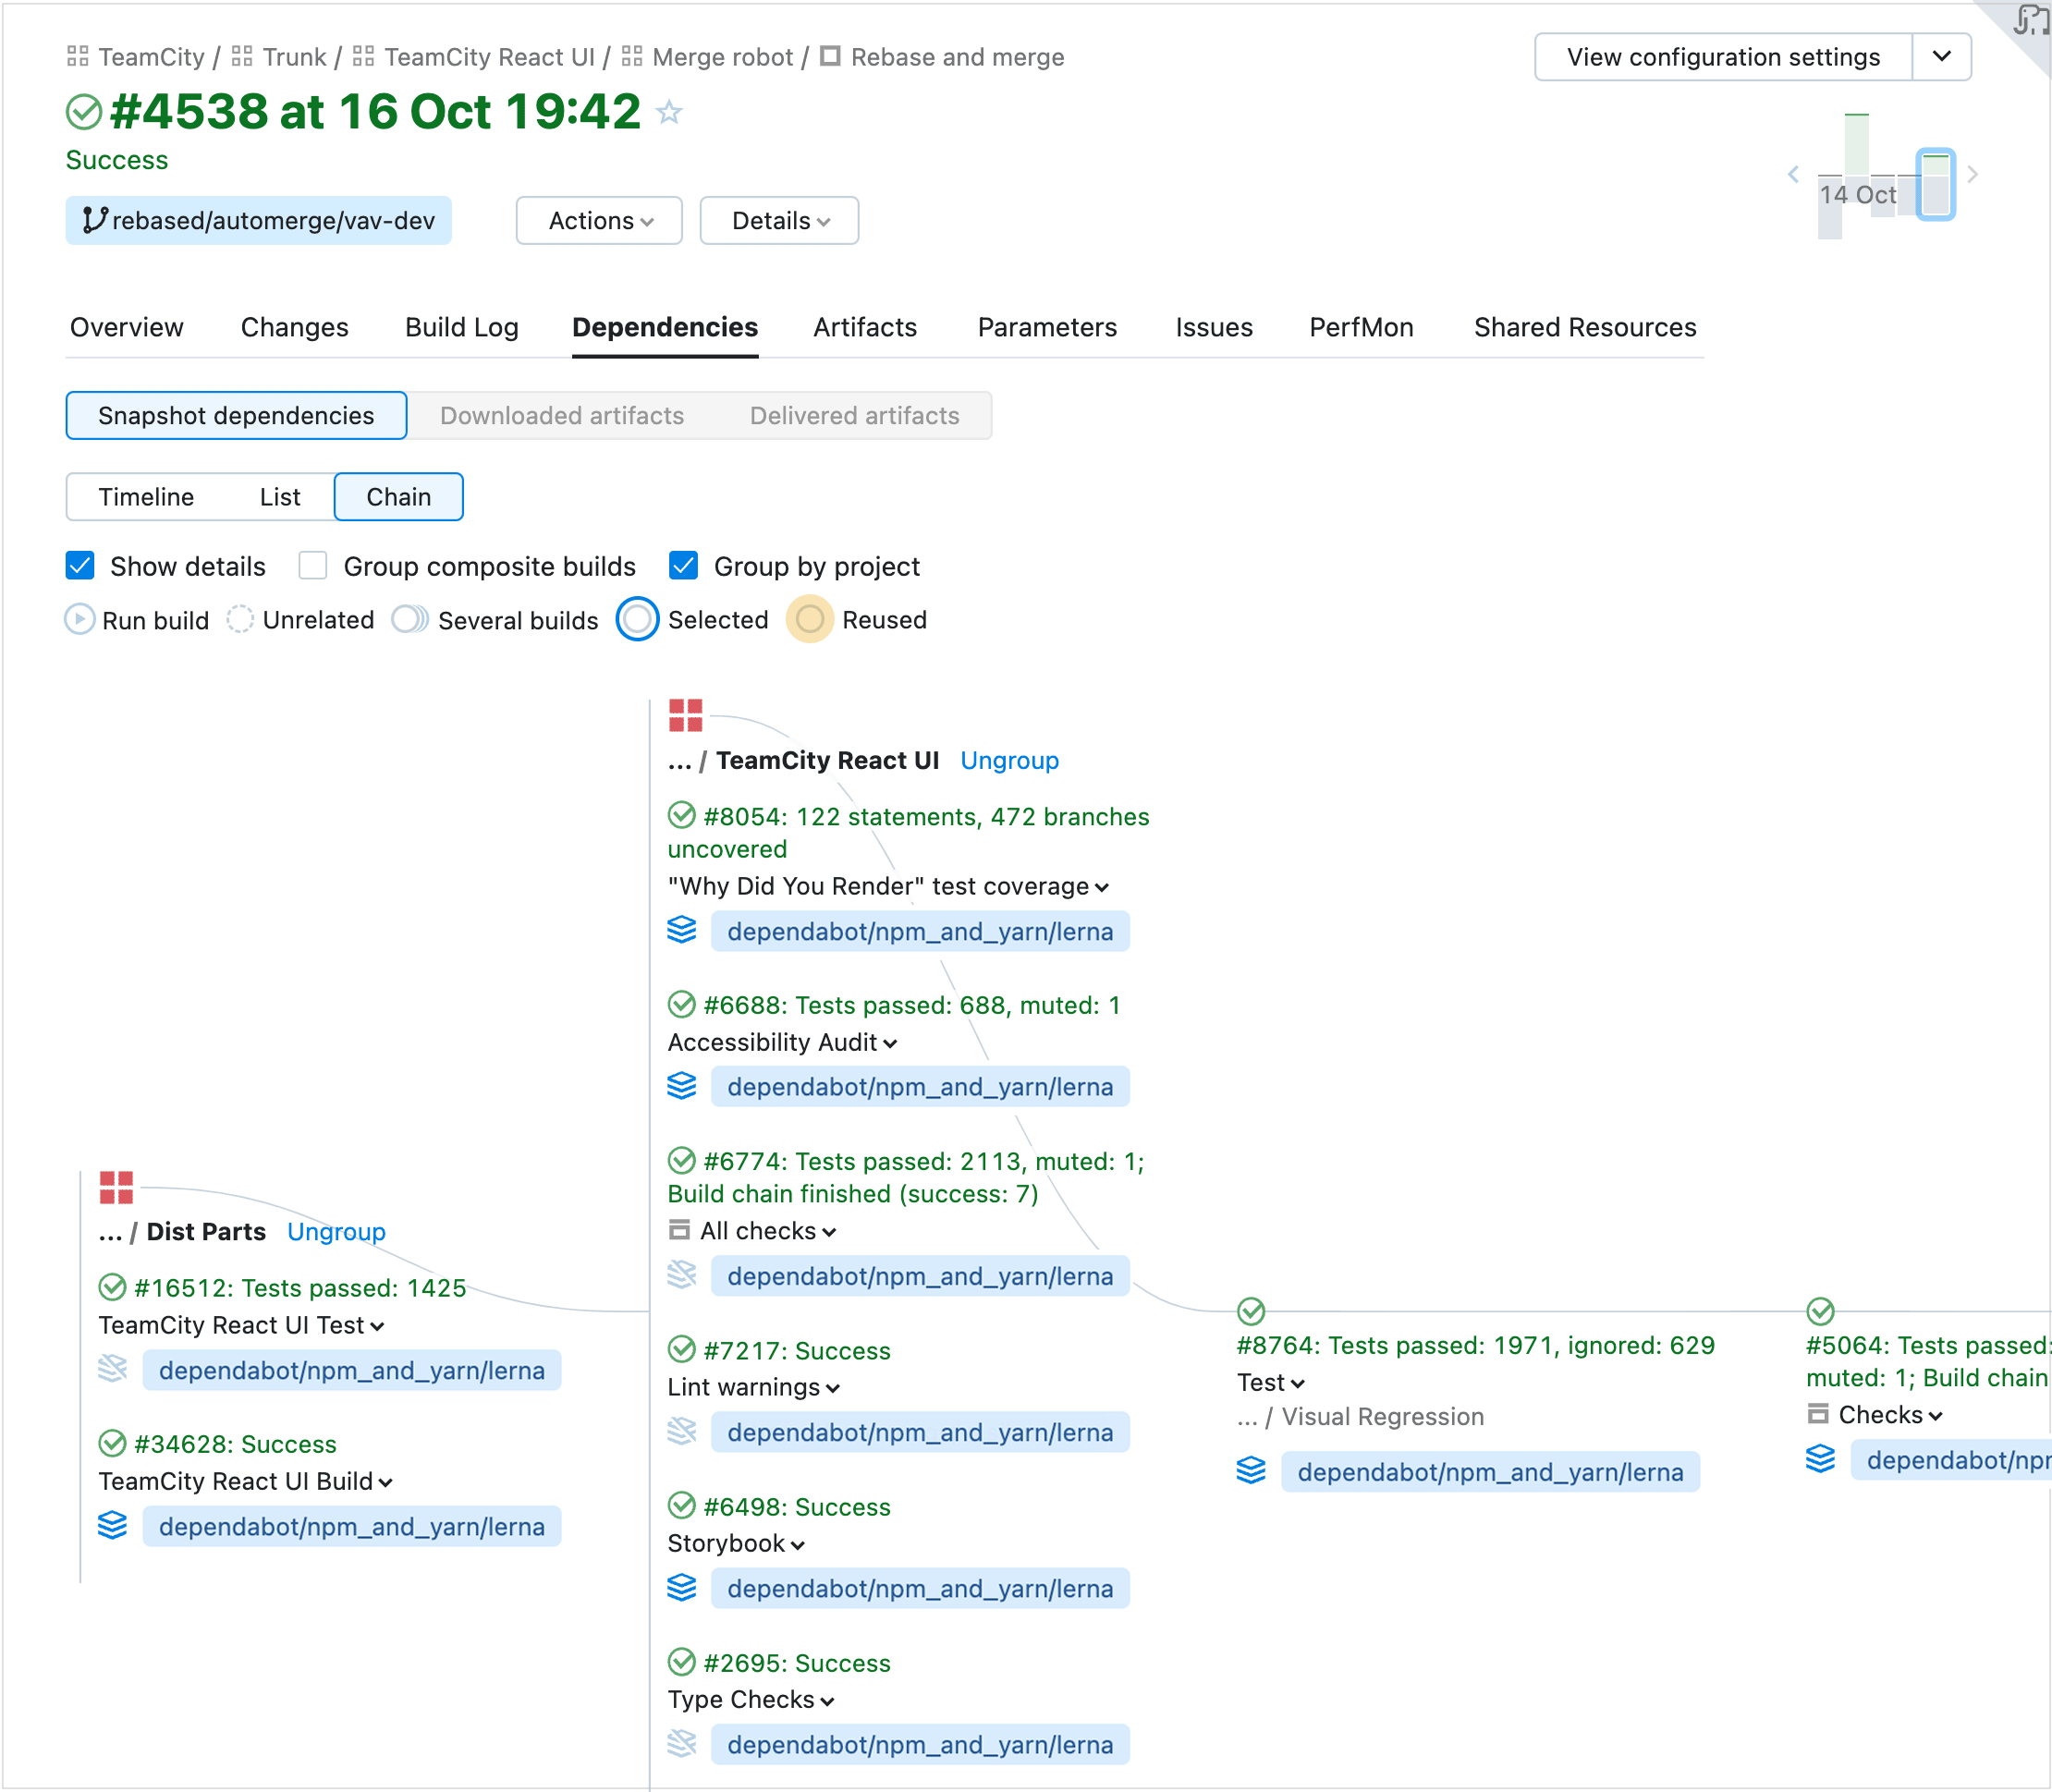 TeamCity / Trunk / TeamCity React UI / Merge robot / Rebase and merge
View configuration settings
#4538 at 16 Oct 19:42
Success
14 Oct
rebased/automerge/vav-dev
Actions
Details
Overview Changes Build Log Dependencies Artifacts Parameters Issues PerfMon Shared Resources
Snapshot dependencies Downloaded artifacts Delivered artifacts
Timeline List Chain
Show details Group composite builds Group by project
Run build Unrelated Several builds Selected Reused
... / Dist Parts Ungroup
#16512: Tests passed: 1425
TeamCity React UI Test
dependabot/npm_and_yarn/lerna
#34628: Success
TeamCity React UI Build
dependabot/npm_and_yarn/lerna
... / TeamCity React UI Ungroup
#8054: 122 statements, 472 branches
uncovered
"Why Did You Render" test coverage
dependabot/npm_and_yarn/lerna
#6688: Tests passed: 688, muted: 1
Accessibility Audit
dependabot/npm_and_yarn/lerna
#6774: Tests passed: 2113, muted: 1;
Build chain finished (success: 7)
All checks
dependabot/npm_and_yarn/lerna
#7217: Success
Lint warnings
dependabot/npm_and_yarn/lerna
#6498: Success
Storybook
dependabot/npm_and_yarn/lerna
#2695: Success
Type Checks
dependabot/npm_and_yarn/lerna
#8764: Tests passed: 1971, ignored: 629
Test
... / Visual Regression
dependabot/npm_and_yarn/lerna
#5064: Tests passed:
muted: 1; Build chain
Checks
dependabot/npm